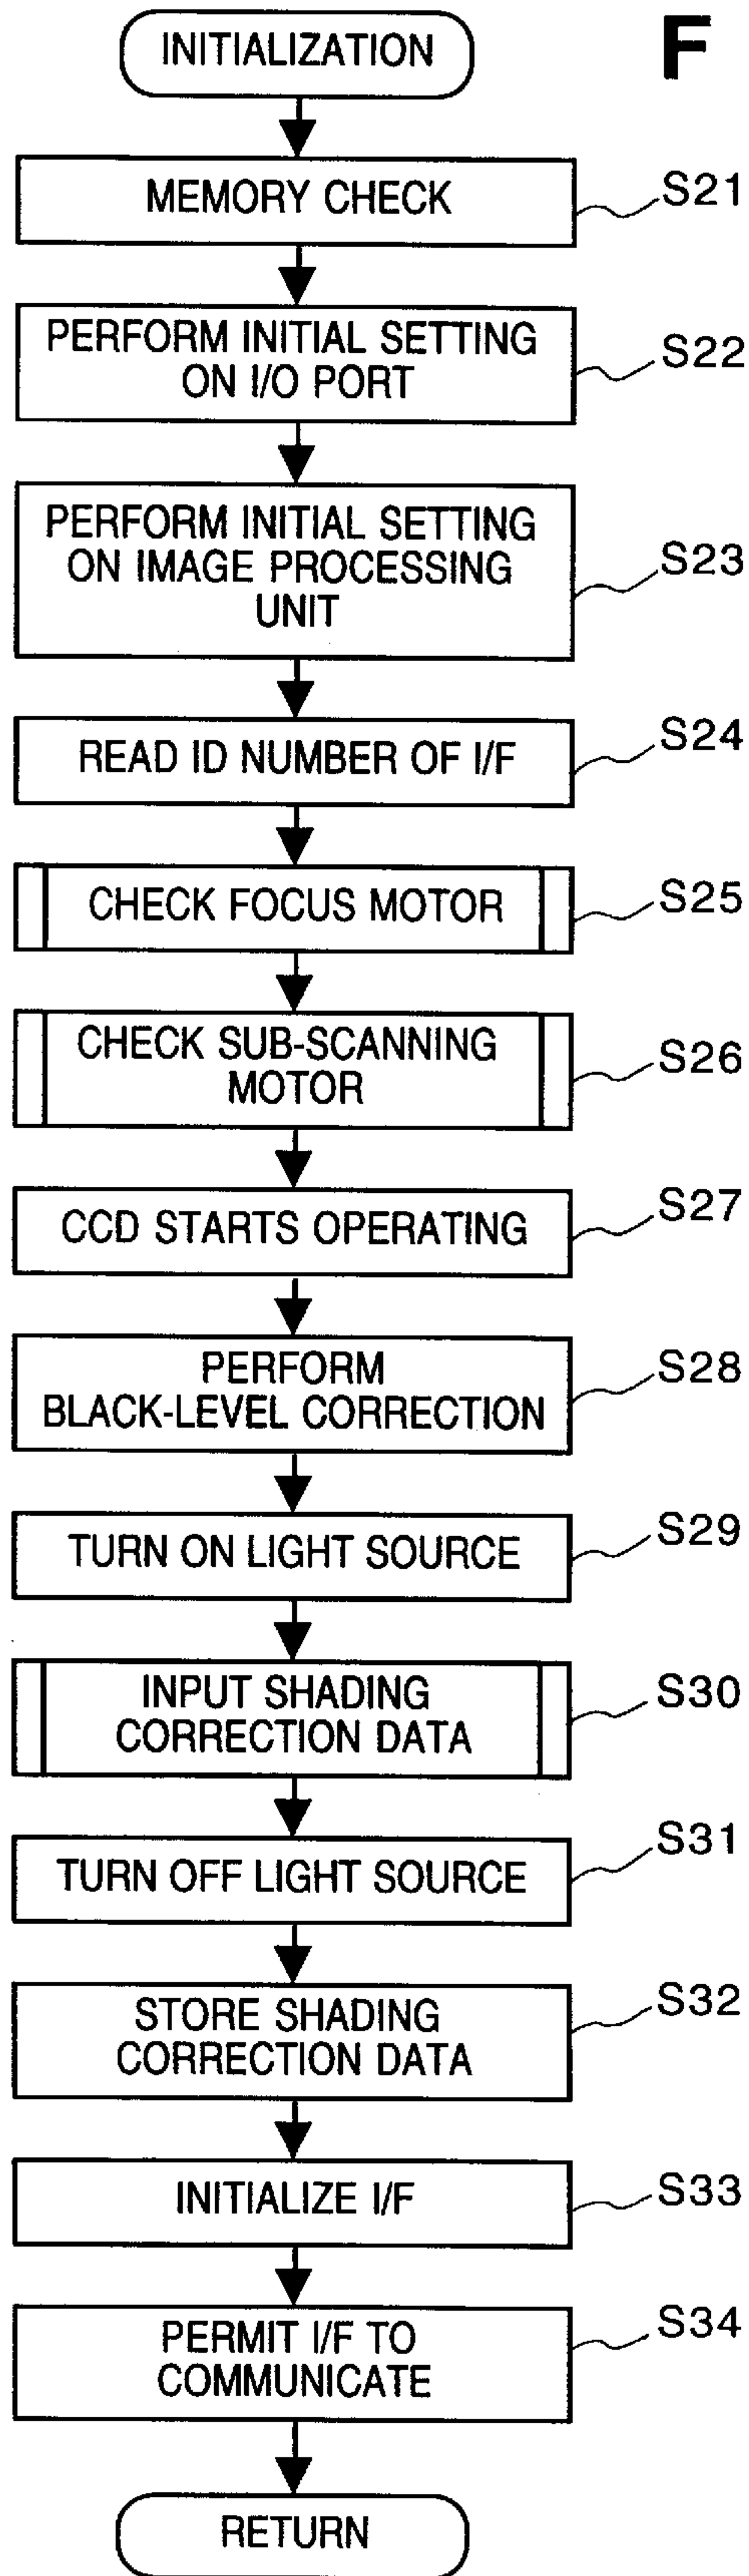 F
INITIALIZATION
MEMORY CHECK
S21
PERFORM INITIAL SETTING
ON I/O PORT
S22
PERFORM INITIAL SETTING
ON IMAGE PROCESSING
UNIT
S23
READ ID NUMBER OF I/F
S24
CHECK FOCUS MOTOR
S25
CHECK SUB-SCANNING
MOTOR
S26
CCD STARTS OPERATING
S27
PERFORM
BLACK-LEVEL CORRECTION
S28
TURN ON LIGHT SOURCE
S29
INPUT SHADING
CORRECTION DATA
S30
TURN OFF LIGHT SOURCE
S31
STORE SHADING
CORRECTION DATA
S32
INITIALIZE I/F
S33
PERMIT I/F TO
COMMUNICATE
S34
RETURN